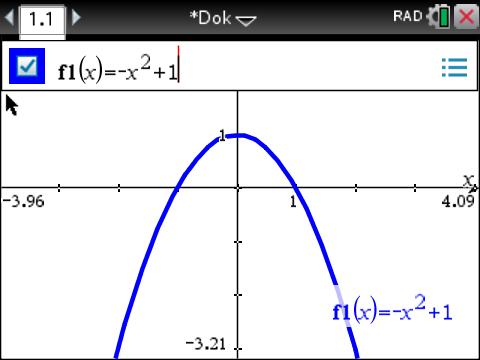 1.1 *Dok RAD
f1(x)=-x²+1
1
x
-3.96 1 4.09
f1(x)=-x²+1
-3.21